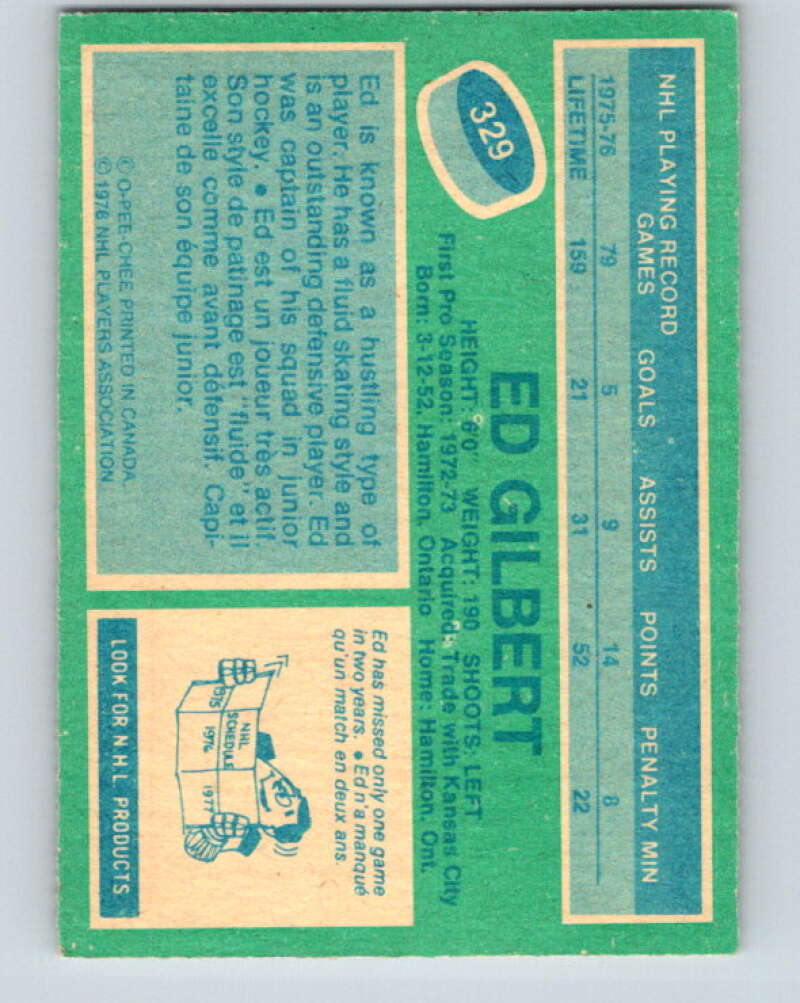 NHL PLAYING RECORD
GAMES GOALS ASSISTS POINTS PENALTY MIN
1975-76 79 5 9 14 8
LIFETIME 159 21 31 52 22
329
ED GILBERT
HEIGHT 6'0" WEIGHT: 190 SHOOTS: LEFT
First Pro Season: 1972-73 Acquired: Trade with Kansas City
Born: 3-12-52, Hamilton, Ontario Home: Hamilton, Ont.
Ed is known as a hustling type of
player. He has a fluid skating style and
is an outstanding defensive player. Ed
was captain of his squad in junior
hockey. • Ed est un joueur très actif.
Son style de patinage est "fluide" et il
excelle comme avant défensif. Capi-
taine de son équipe junior.
© O-PEE-CHEE PRINTED IN CANADA.
© 1976 NHL PLAYERS ASSOCIATION.
Ed has missed only one game
in two years. • Ed n'a manqué
qu'un match en deux ans.
NHL
SCHEDULE
1975
1976
1977
LOOK FOR N H L PRODUCTS